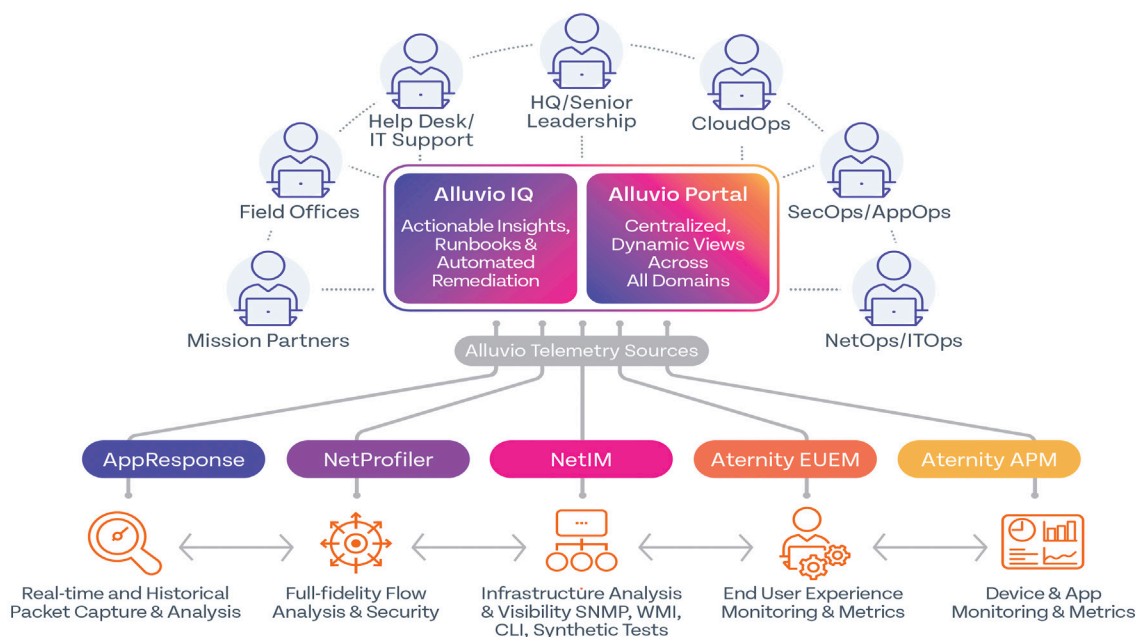 HQ/Senior
Leadership
Help Desk/
IT Support
CloudOps
Field Offices
SecOps/AppOps
Mission Partners
NetOps/ITOps
Alluvio IQ
Actionable Insights,
Runbooks &
Automated
Remediation
Alluvio Portal
Centralized,
Dynamic Views
Across
All Domains
Alluvio Telemetry Sources
AppResponse
NetProfiler
NetIM
Aternity EUEM
Aternity APM
Real-time and Historical
Packet Capture & Analysis
Full-fidelity Flow
Analysis & Security
Infrastructure Analysis
& Visibility SNMP, WMI,
CLI, Synthetic Tests
End User Experience
Monitoring & Metrics
Device & App
Monitoring & Metrics